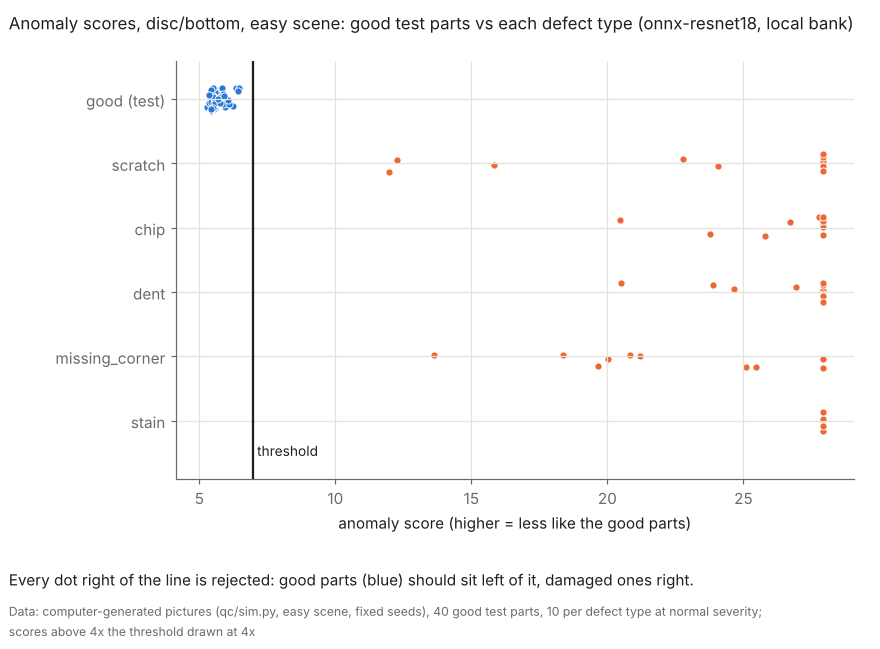 Anomaly scores, disc/bottom, easy scene: good test parts vs each defect type (onnx-resnet18, local bank)
good (test)
scratch
chip
dent
missing_corner
stain
threshold
5 10 15 20 25
anomaly score (higher = less like the good parts)
Every dot right of the line is rejected: good parts (blue) should sit left of it, damaged ones right.
Data: computer-generated pictures (qc/sim.py, easy scene, fixed seeds), 40 good test parts, 10 per defect type at normal severity;
scores above 4x the threshold drawn at 4x